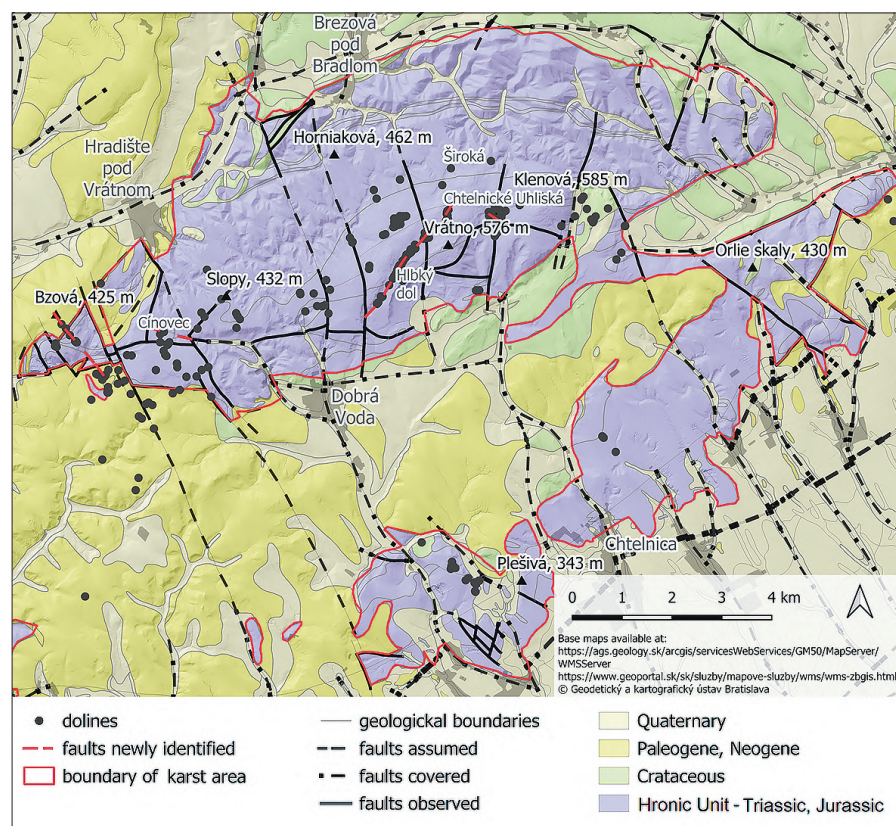 Brezová
pod
Bradlom
Horniaková, 462 m
Široká
Hradište
pod
Vrátnom
Klenová, 585 m
Chtelnické Uhliská
Vrátno, 576 m
Orlie skaly, 430 m
Slopy, 432 m
Hlbký
dol
Bzová, 425 m
Cínovec
Dobrá
Voda
Chtelnica
Plešivá, 343 m
0 1 2 3 4 km
Base maps available at:
https://ags.geology.sk/arcgis/servicesWebServices/GM50/MapServer/
WMSServer
https://www.geoportal.sk/sk/sluzby/mapove-sluzby/wms/wms-zbgis.html
© Geodetický a kartografický ústav Bratislava
dolines
faults newly identified
boundary of karst area
geologickal boundaries
faults assumed
faults covered
faults observed
Quaternary
Paleogene, Neogene
Crataceous
Hronic Unit - Triassic, Jurassic